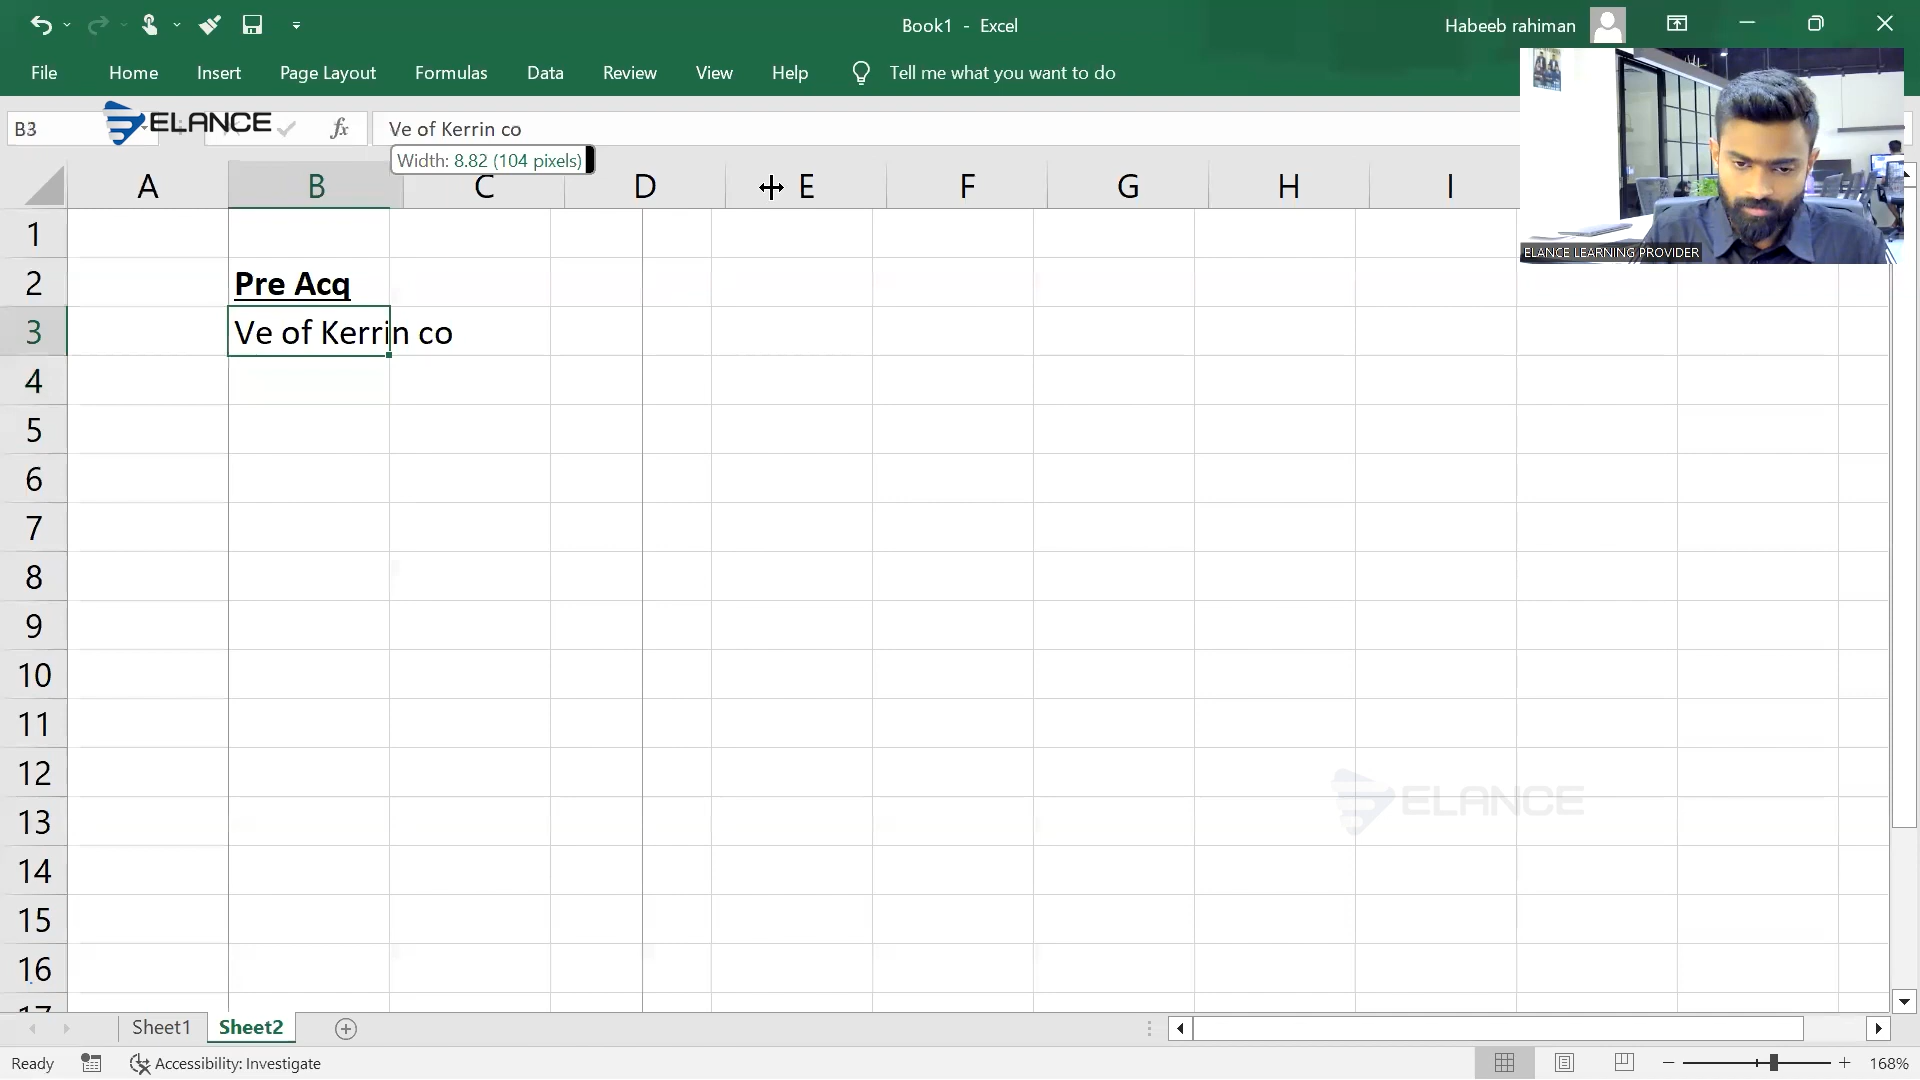 Book1 - Excel
Habeeb rahiman
File Home Insert Page Layout Formulas Data Review View Help Tell me what you want to do
B3
ELANCE
fx
Ve of Kerrin co
Width: 8.82 (104 pixels)
A B C D E F G H I
ELANCE LEARNING PROVIDER
1
2 Pre Acq
3 Ve of Kerrin co
4
5
6
7
8
9
10
11
12
13
ELANCE
14
15
16
17
Sheet1 Sheet2
Ready Accessibility: Investigate 168%